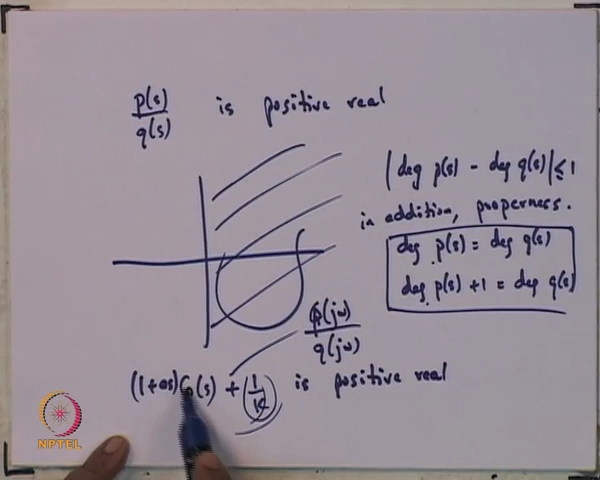 p(s)/q(s) is positive real
|deg p(s) - deg q(s)| ≤ 1
in addition, properness.
deg p(s) = deg q(s)
deg p(s) + 1 = deg q(s)
p(jω)/q(jω)
(1+as)G(s) + (1/k) is positive real
NPTEL